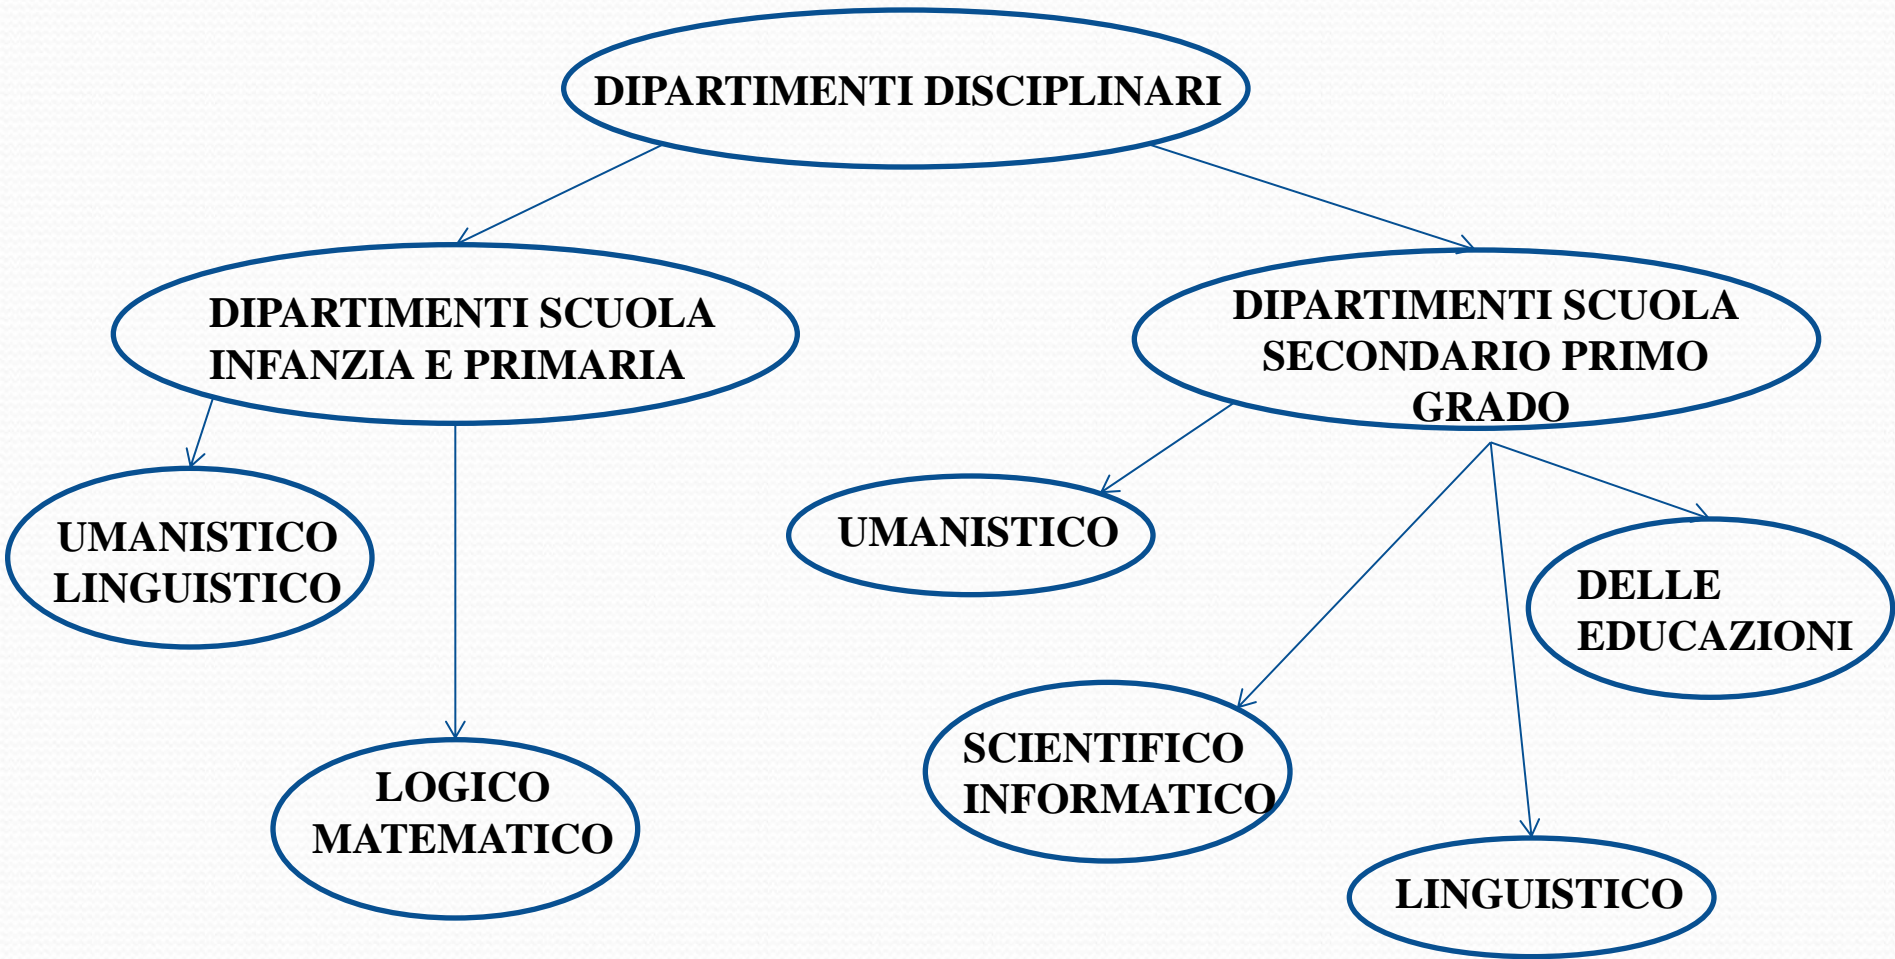 DIPARTIMENTI DISCIPLINARI
DIPARTIMENTI SCUOLA
INFANZIA E PRIMARIA
DIPARTIMENTI SCUOLA
SECONDARIO PRIMO
GRADO
UMANISTICO
LINGUISTICO
UMANISTICO
DELLE
EDUCAZIONI
LOGICO
MATEMATICO
SCIENTIFICO
INFORMATICO
LINGUISTICO